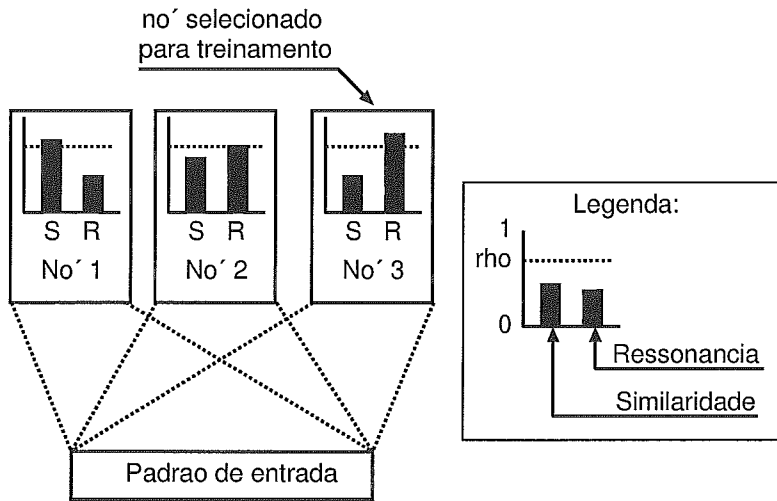 no´ selecionado
para treinamento
S R
No´ 1
S R
No´ 2
S R
No´ 3
Legenda:
1
rho
0
Ressonancia
Similaridade
Padrao de entrada